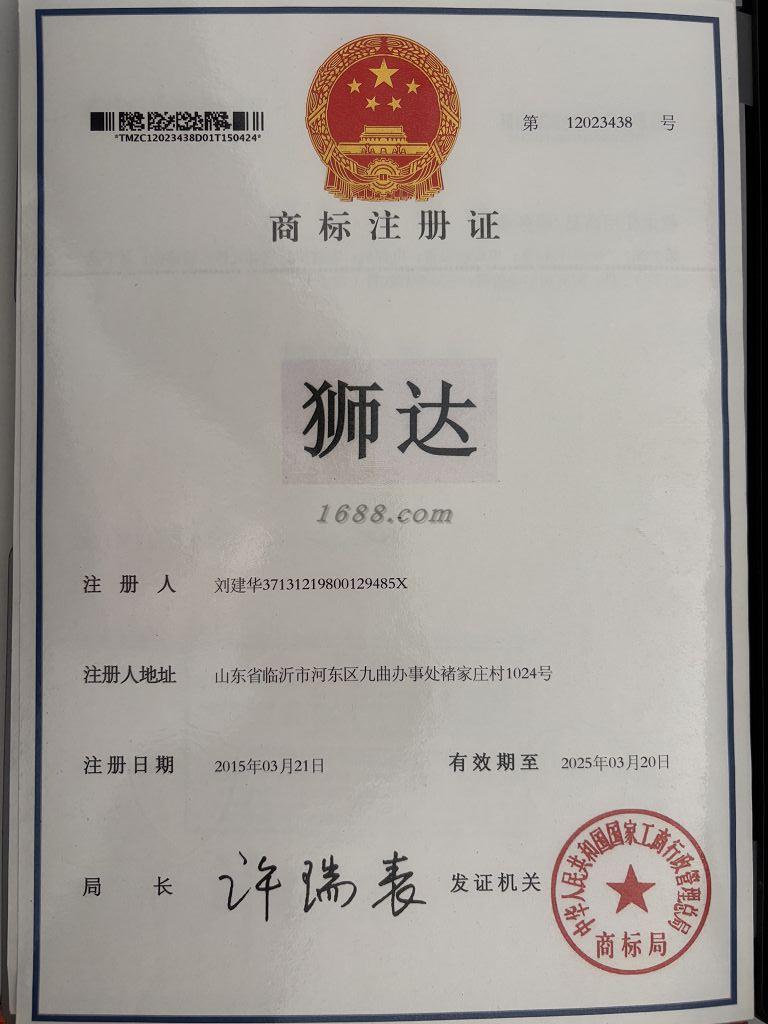 *TMZC12023438D01T150424*
第 12023438 号
商标注册证
狮达
1688.com
注册人 刘建华37131219800129485X
注册人地址 山东省临沂市河东区九曲办事处褚家庄村1024号
注册日期 2015年03月21日 有效期至 2025年03月20日
局长 许瑞表 发证机关
中华人民共和国国家工商行政管理总局
商标局